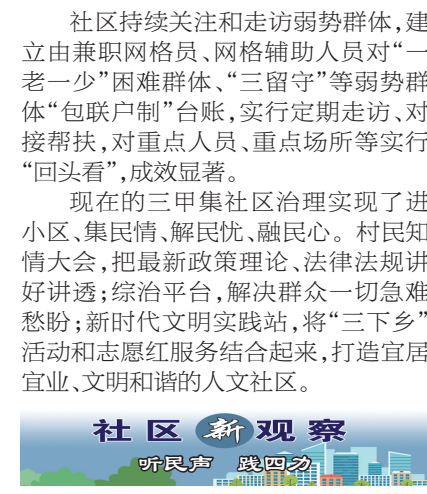 社区持续关注和走访弱势群体,建
立由兼职网格员、网格辅助人员对“一
老一少”困难群体、“三留守”等弱势群
体“包联户制”台账,实行定期走访、对
接帮扶,对重点人员、重点场所等实行
“回头看”,成效显著。
现在的三甲集社区治理实现了进
小区、集民情、解民忧、融民心。村民知
情大会,把最新政策理论、法律法规讲
好讲透;综治平台,解决群众一切急难
愁盼;新时代文明实践站,将“三下乡”
活动和志愿红服务结合起来,打造宜居
宜业、文明和谐的人文社区。
社区新观察
听民声 践四力